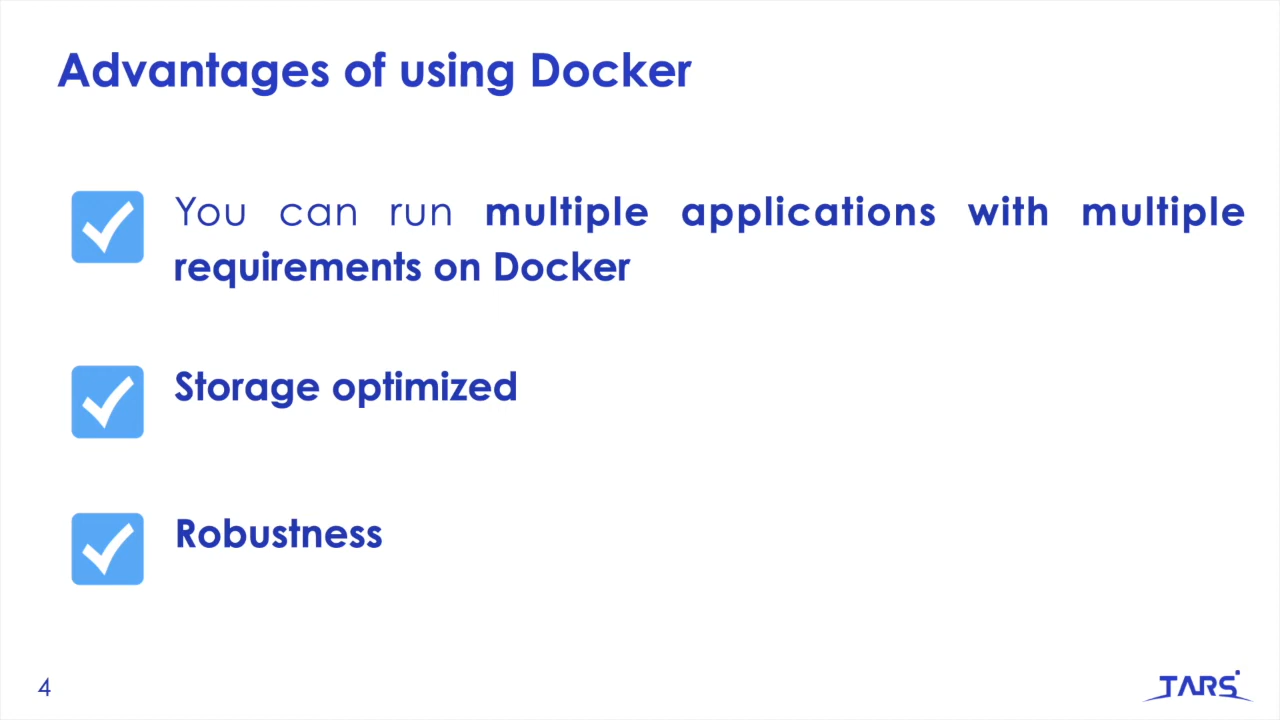 Advantages of using Docker
You can run multiple applications with multiple
requirements on Docker
Storage optimized
Robustness
4
TARS